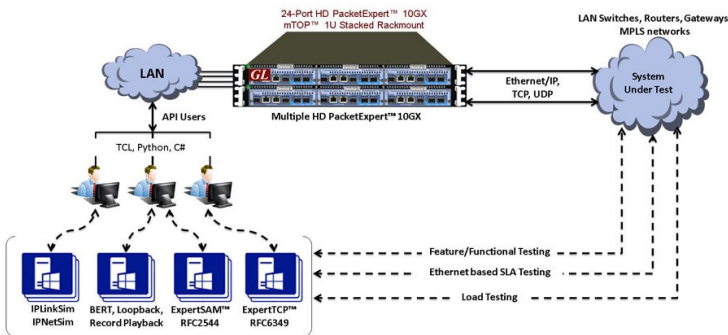 24-Port HD PacketExpert™ 10GX
mTOP™ 1U Stacked Rackmount
LAN Switches, Routers, Gateways
MPLS networks
LAN
GL
Ethernet/IP,
TCP, UDP
System
Under Test
API Users
Multiple HD PacketExpert™ 10GX
TCL, Python, C#
Feature/Functional Testing
Ethernet based SLA Testing
Load Testing
IPLinkSim
IPNetSim
BERT, Loopback,
Record Playback
ExpertSAM™
RFC2544
ExpertTCP™
RFC6349